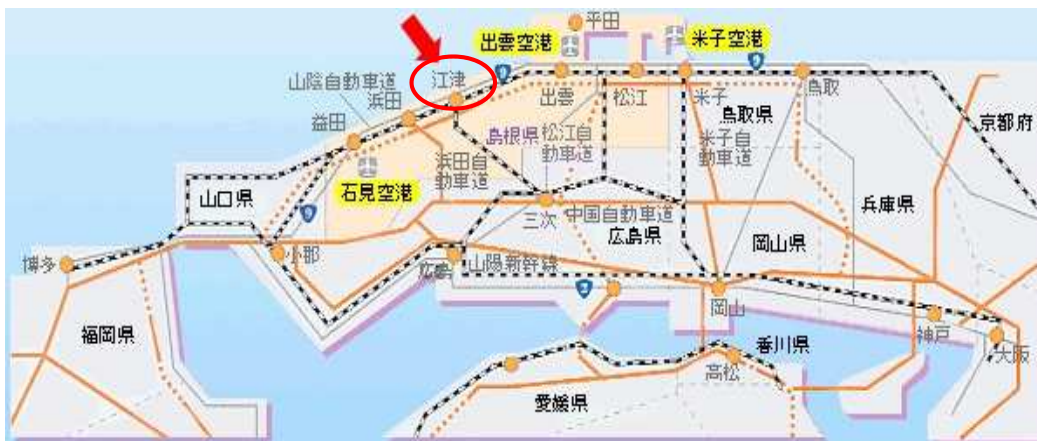 平田
出雲空港
米子空港
9
9
江津
山陰自動車道
浜田
益田
出雲
松江
米子
鳥取
鳥取県
京都府
島根県
松江自
動車道
米子自
動車道
浜田自
動車道
石見空港
山口県
9
三次
中国自動車道
広島県
岡山県
兵庫県
博多
小郡
広島
山陽新幹線
2
岡山
神戸
大阪
福岡県
香川県
高松
愛媛県